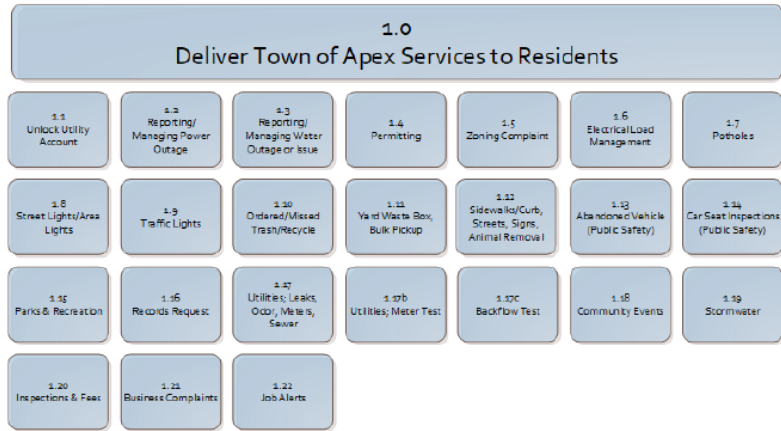 1.0
Deliver Town of Apex Services to Residents
1.1
Unlock Utility
Account
1.2
Reporting/
Managing Power
Outage
1.3
Reporting/
Managing Water
Outage or Issue
1.4
Permitting
1.5
Zoning Complaint
1.6
Electrical Load
Management
1.7
Potholes
1.8
Street Lights/Area
Lights
1.9
Traffic Lights
1.10
Ordered/Missed
Trash/Recycle
1.11
Yard Waste Box,
Bulk Pickup
1.12
Sidewalks/Curb,
Streets, Signs,
Animal Removal
1.13
Abandoned Vehicle
(Public Safety)
1.14
Car Seat Inspections
(Public Safety)
1.15
Parks & Recreation
1.16
Records Request
1.17
Utilities; Leaks,
Odor, Meters,
Sewer
1.17b
Utilities; Meter Test
1.17c
Backflow Test
1.18
Community Events
1.19
Stormwater
1.20
Inspections & Fees
1.21
Business Complaints
1.22
Job Alerts